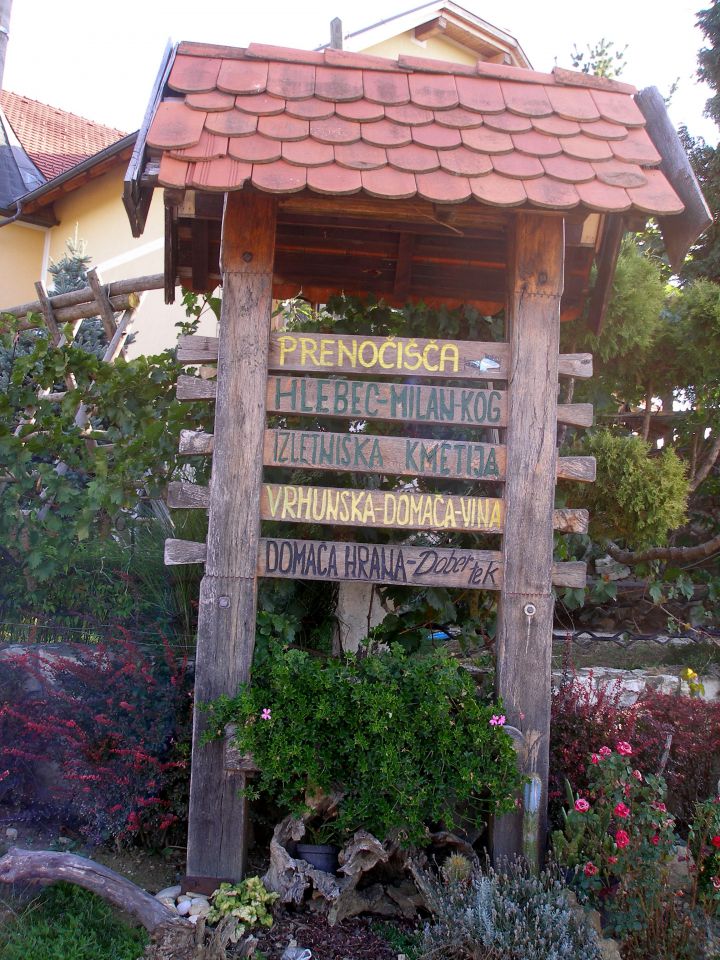 PRENOČIŠČA
HLEBEC-MILAN-KOG
IZLETNIŠKA KMETIJA
VRHUNSKA-DOMAČA-VINA
DOMAČA HRANA-Dober tek